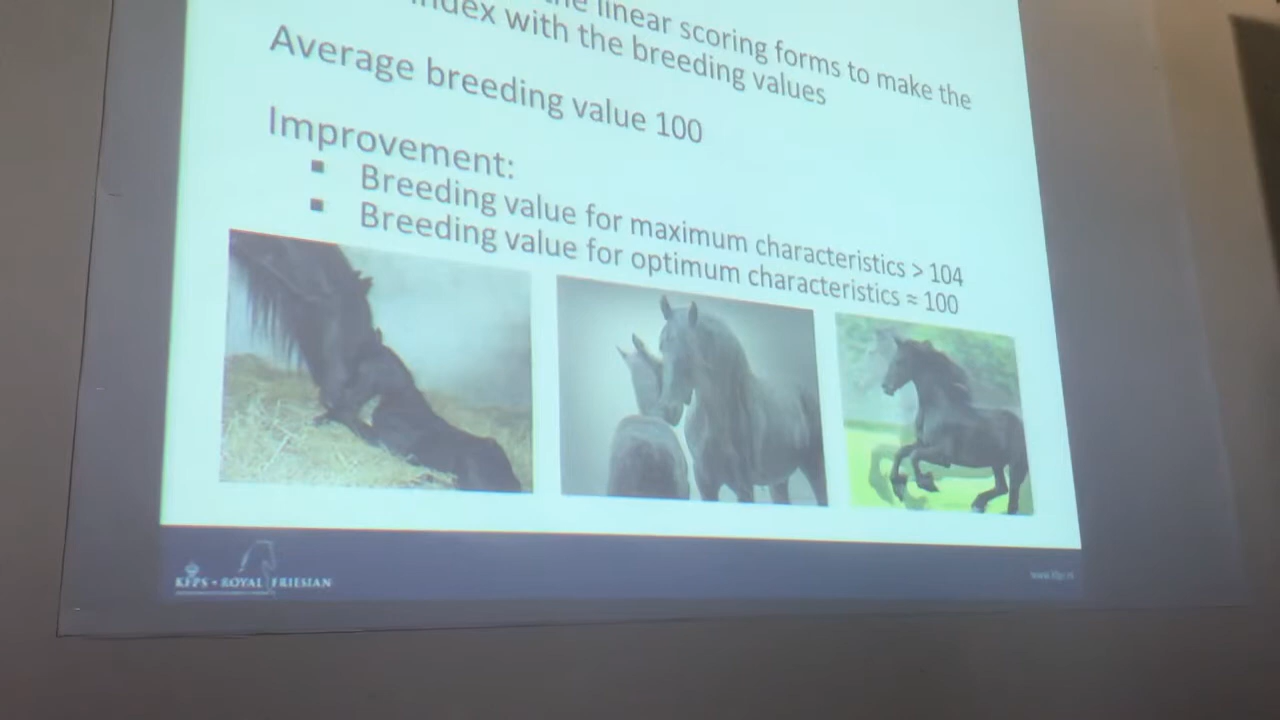 the linear scoring forms to make the
index with the breeding values
Average breeding value 100
Improvement:
▪ Breeding value for maximum characteristics > 104
▪ Breeding value for optimum characteristics ≈ 100
KFPS • ROYAL FRIESIAN